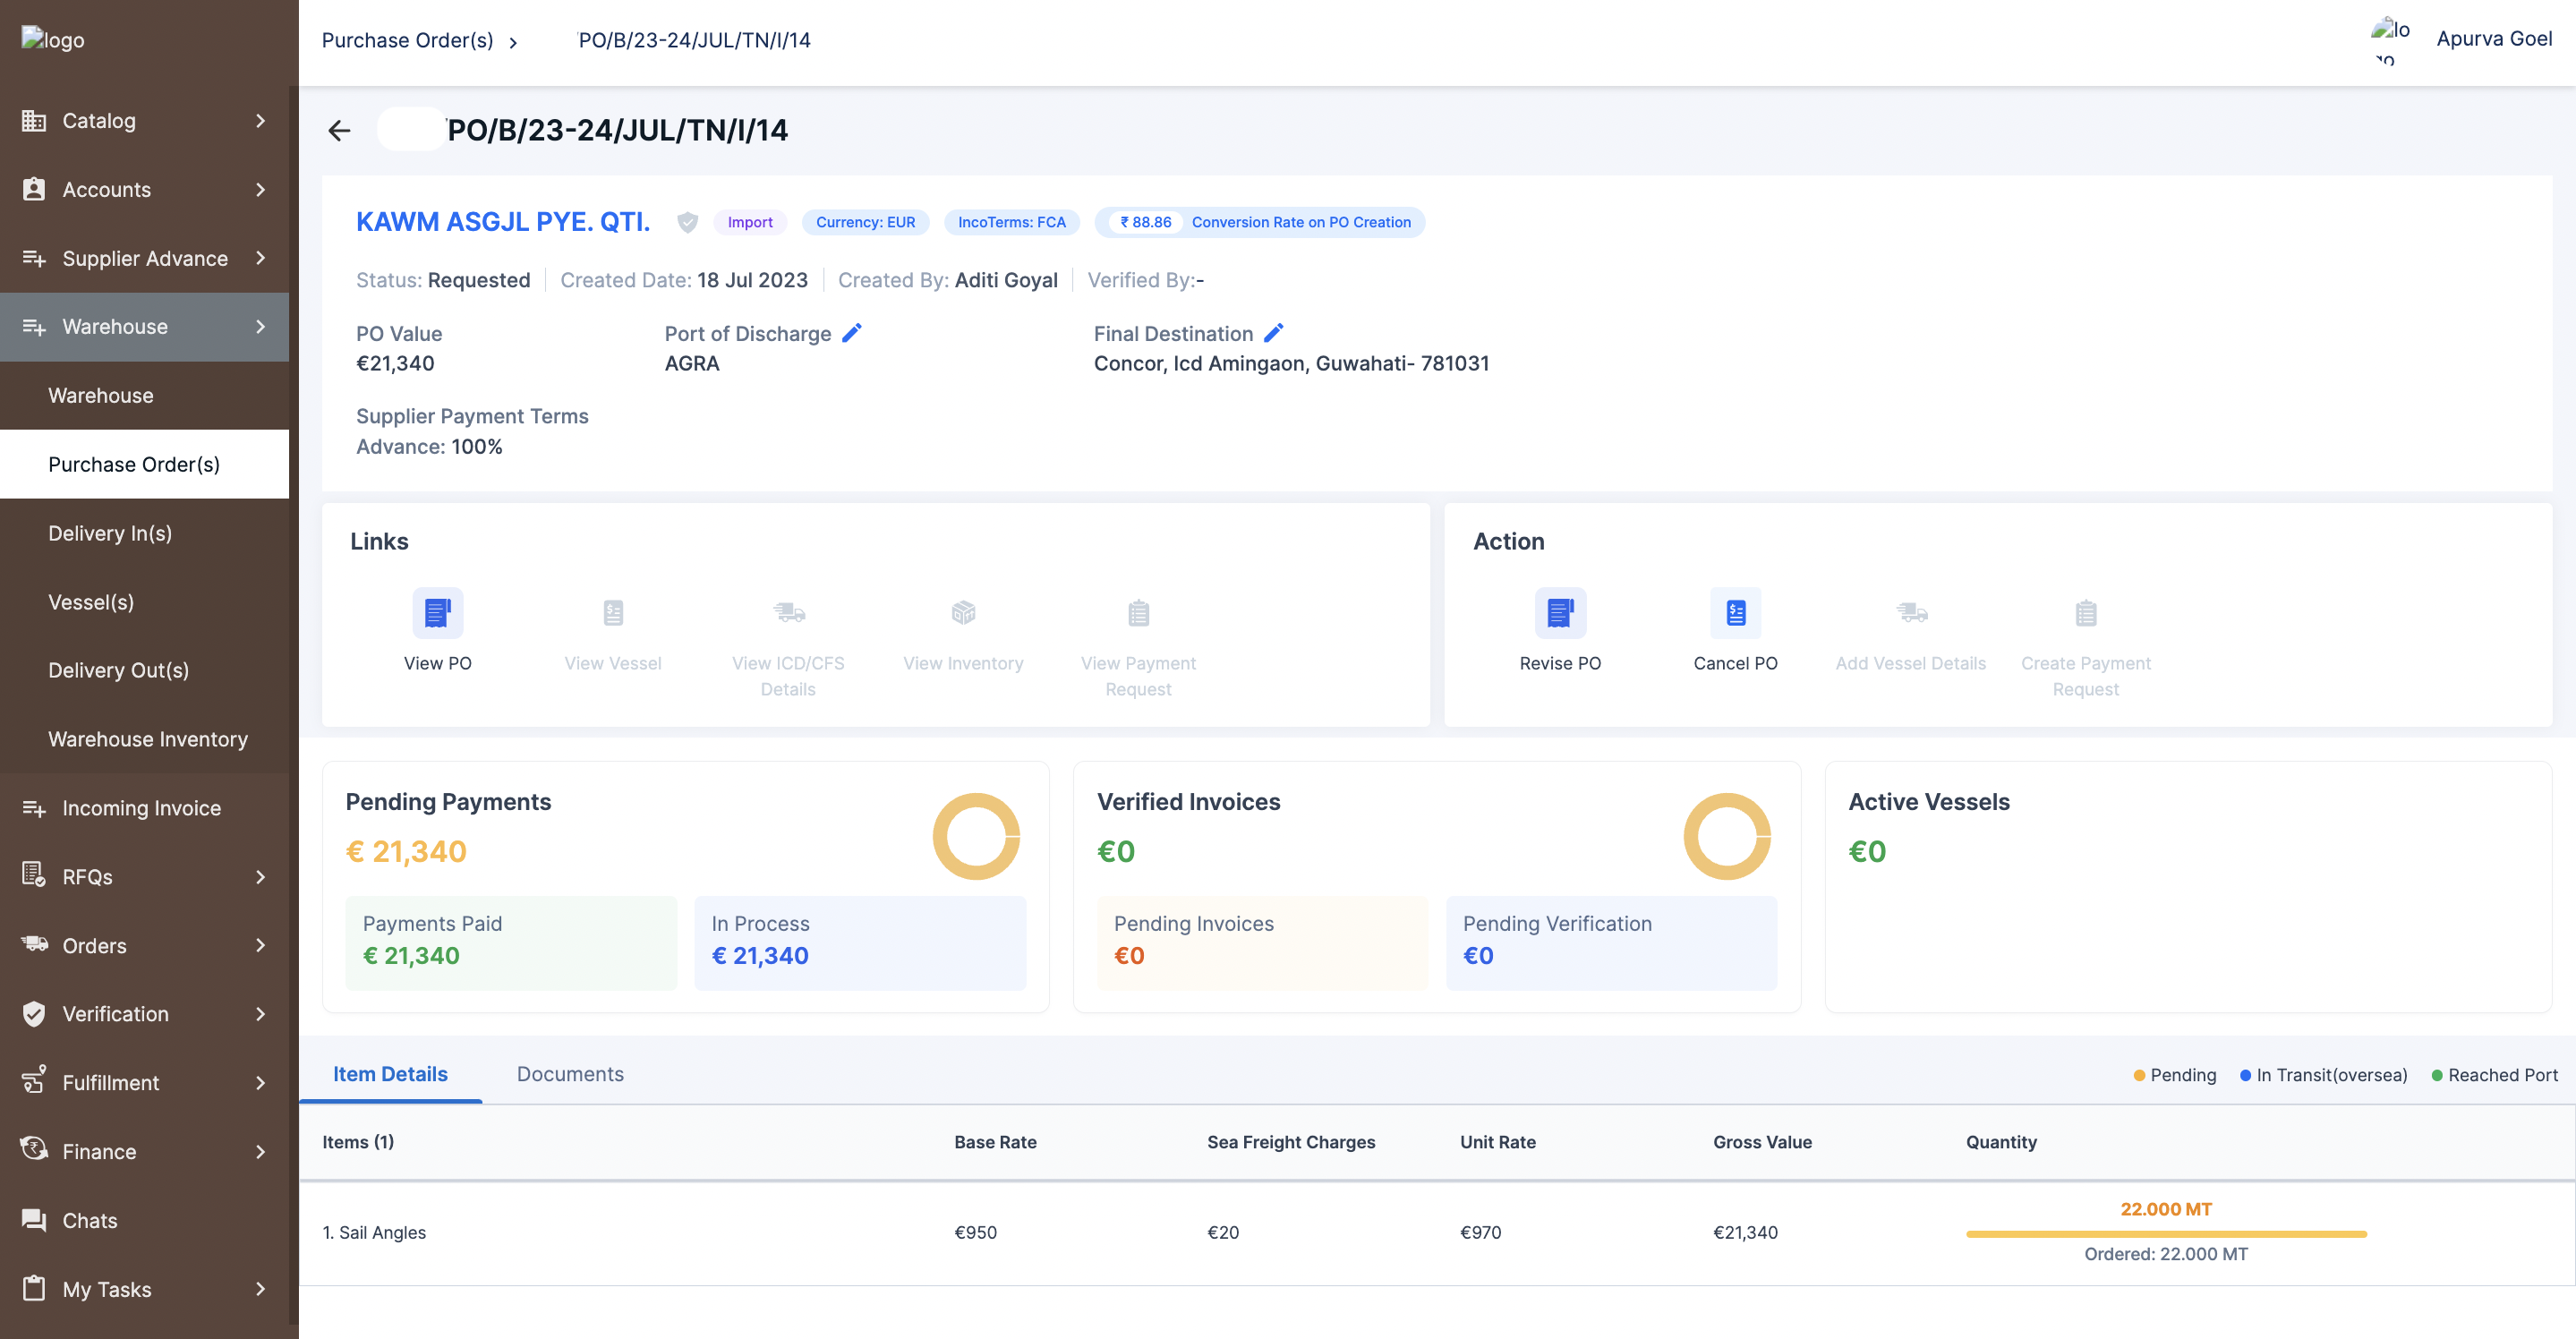 logo
Purchase Order(s) > PO/B/23-24/JUL/TN/I/14
lo
go
Apurva Goel
Catalog
Accounts
Supplier Advance
Warehouse
Warehouse
Purchase Order(s)
Delivery In(s)
Vessel(s)
Delivery Out(s)
Warehouse Inventory
Incoming Invoice
RFQs
Orders
Verification
Fulfillment
Finance
Chats
My Tasks
PO/B/23-24/JUL/TN/I/14
KAWM ASGJL PYE. QTI. Import Currency: EUR IncoTerms: FCA ₹ 88.86 Conversion Rate on PO Creation
Status: Requested Created Date: 18 Jul 2023 Created By: Aditi Goyal Verified By:-
PO Value
€21,340
Port of Discharge
AGRA
Final Destination
Concor, Icd Amingaon, Guwahati- 781031
Supplier Payment Terms
Advance: 100%
Links
View PO
View Vessel
View ICD/CFS
Details
View Inventory
View Payment
Request
Action
Revise PO
Cancel PO
Add Vessel Details
Create Payment
Request
Pending Payments
€ 21,340
Payments Paid
€ 21,340
In Process
€ 21,340
Verified Invoices
€0
Pending Invoices
€0
Pending Verification
€0
Active Vessels
€0
Item Details Documents
Pending In Transit(oversea) Reached Port
Items (1) Base Rate Sea Freight Charges Unit Rate Gross Value Quantity
1. Sail Angles €950 €20 €970 €21,340
22.000 MT
Ordered: 22.000 MT